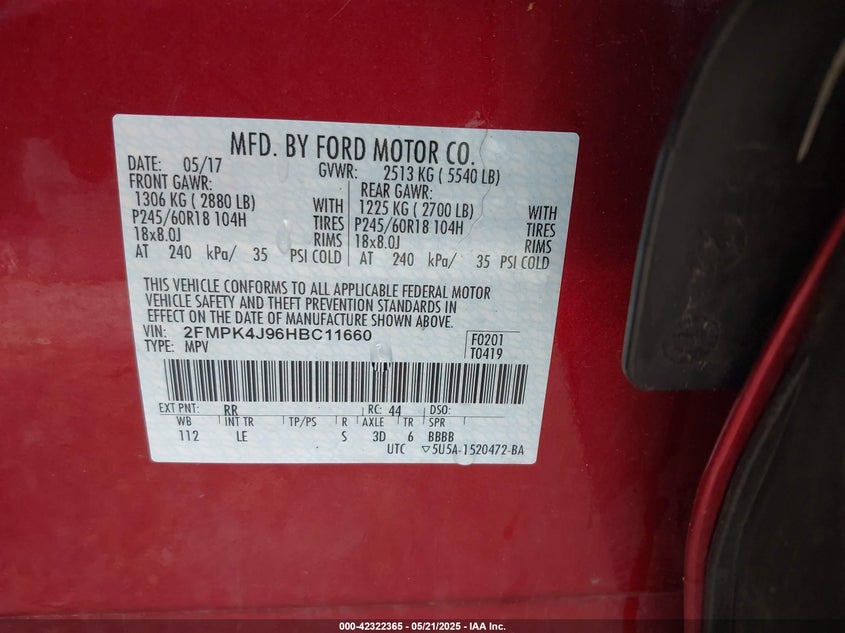 MFD. BY FORD MOTOR CO.
DATE: 05/17 GVWR: 2513 KG ( 5540 LB)
FRONT GAWR: REAR GAWR:
1306 KG ( 2880 LB) WITH 1225 KG ( 2700 LB) WITH
P245/60R18 104H TIRES P245/60R18 104H TIRES
18x8.0J RIMS 18x8.0J RIMS
AT 240 kPa/ 35 PSI COLD AT 240 kPa/ 35 PSI COLD
THIS VEHICLE CONFORMS TO ALL APPLICABLE FEDERAL MOTOR
VEHICLE SAFETY AND THEFT PREVENTION STANDARDS IN
EFFECT ON THE DATE OF MANUFACTURE SHOWN ABOVE.
VIN: 2FMPK4J96HBC11660 F0201
TYPE: MPV T0419
EXT PNT: RR RC: 44 DSO:
WB INT TR TP/PS R AXLE TR SPR
112 LE S 3D 6 BBBB
UTC ▽5U5A-1520472-BA
000-42322365 - 05/21/2025 - IAA Inc.